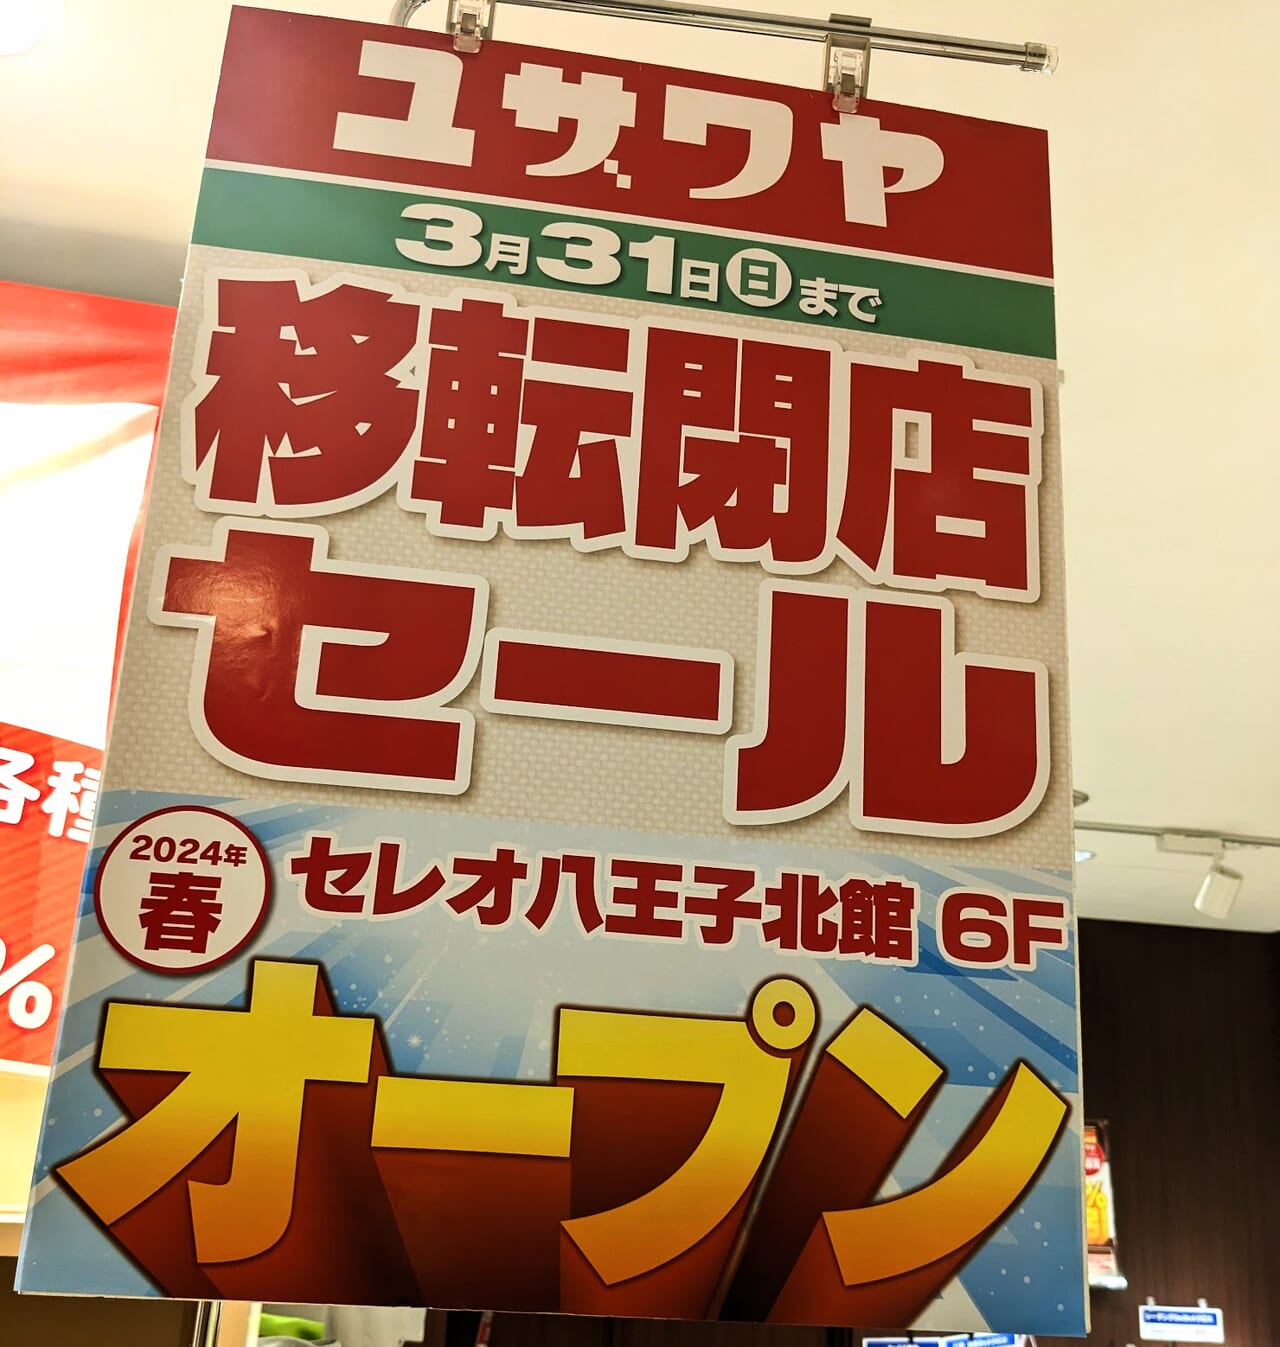 ユザワヤ
3月31日(日)まで
移転閉店
セール
2024年
春
セレオ八王子北館 6F
オープン
各種
%